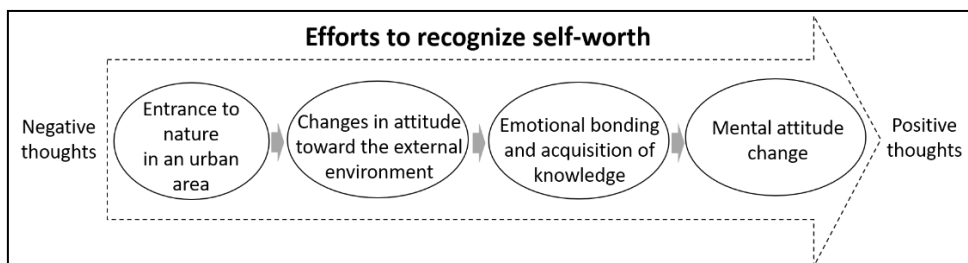 Efforts to recognize self-worth
Negative
thoughts
Entrance to
nature
in an urban
area
Changes in attitude
toward the external
environment
Emotional bonding
and acquisition of
knowledge
Mental attitude
change
Positive
thoughts